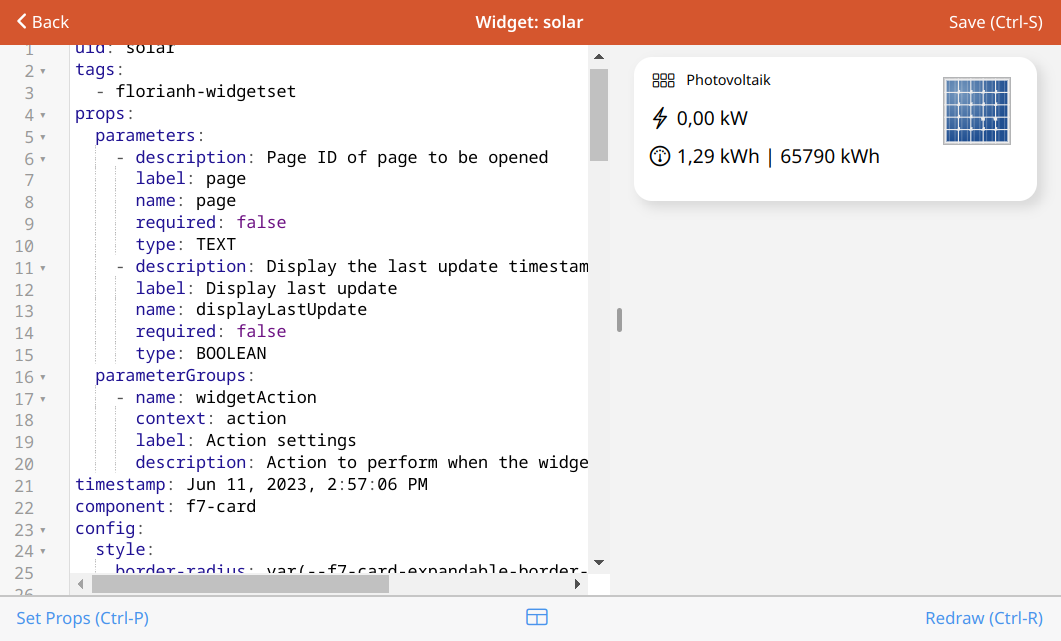 Back
Widget: solar
Save (Ctrl-S)
1 uid: solar
2 tags:
3 - florianh-widgetset
4 props:
5 parameters:
6 - description: Page ID of page to be opened
7 label: page
8 name: page
9 required: false
10 type: TEXT
11 - description: Display the last update timestam
12 label: Display last update
13 name: displayLastUpdate
14 required: false
15 type: BOOLEAN
16 parameterGroups:
17 - name: widgetAction
18 context: action
19 label: Action settings
20 description: Action to perform when the widge
21 timestamp: Jun 11, 2023, 2:57:06 PM
22 component: f7-card
23 config:
24 style:
25 border-radius: var(--f7-card-expandable-border-
26
Photovoltaik
0,00 kW
1,29 kWh | 65790 kWh
Set Props (Ctrl-P)
Redraw (Ctrl-R)